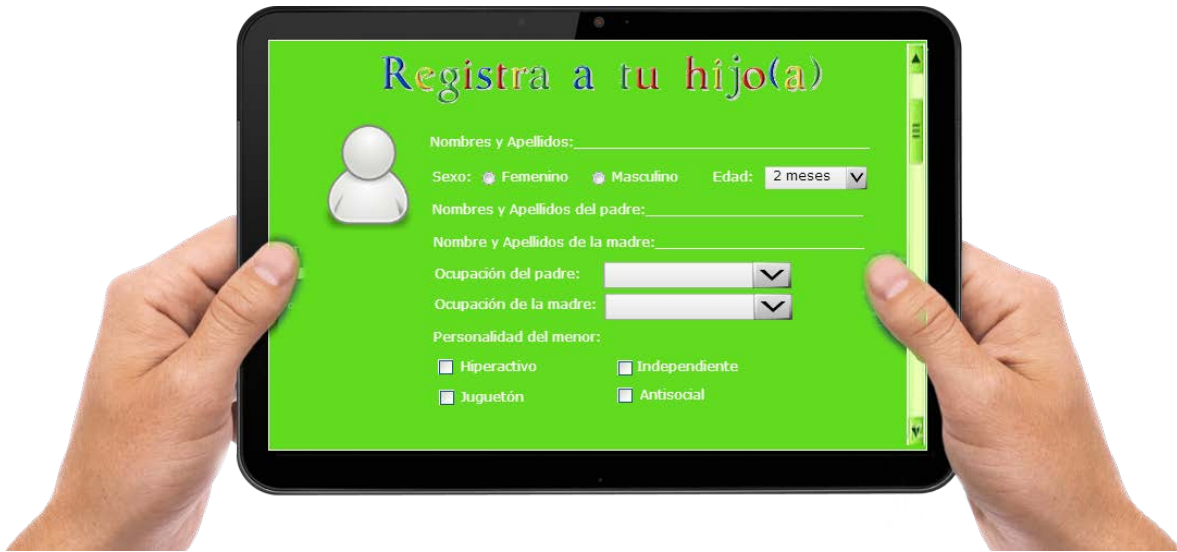 Registra a tu hijo(a)
Nombres y Apellidos:
Sexo: Femenino Masculino Edad: 2 meses
Nombres y Apellidos del padre:
Nombre y Apellidos de la madre:
Ocupación del padre:
Ocupación de la madre:
Personalidad del menor:
Hiperactivo Independiente
Juguetón Antisocial